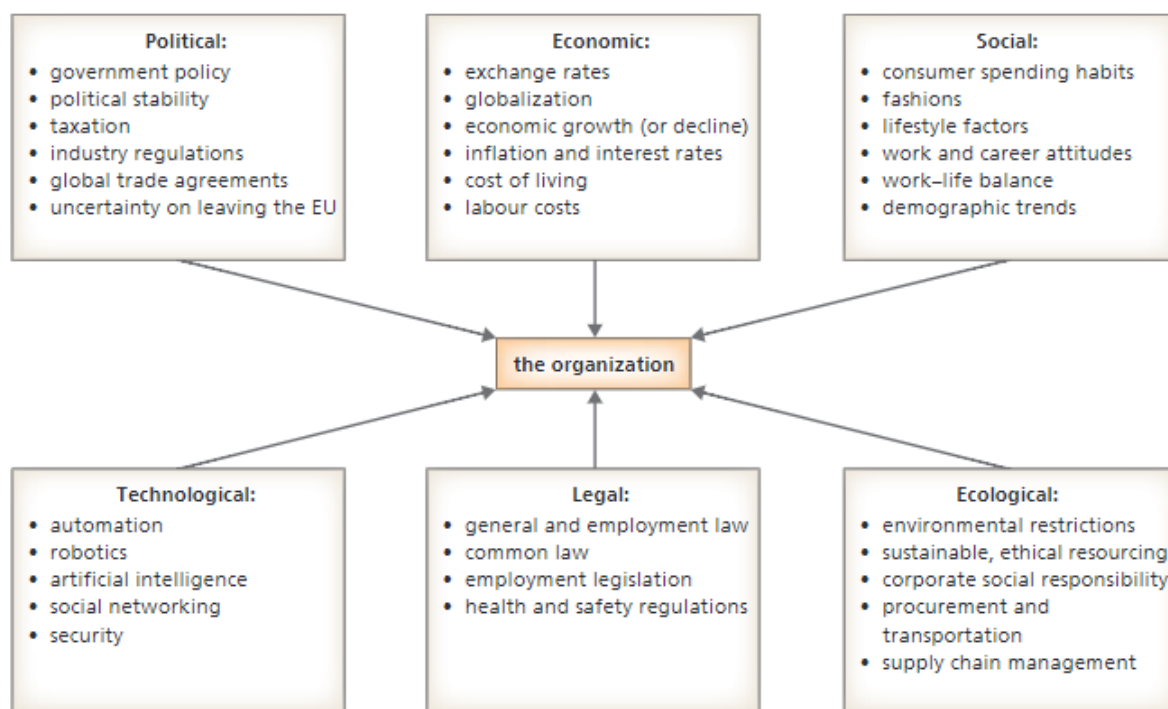 Political:
• government policy
• political stability
• taxation
• industry regulations
• global trade agreements
• uncertainty on leaving the EU
Economic:
• exchange rates
• globalization
• economic growth (or decline)
• inflation and interest rates
• cost of living
• labour costs
Social:
• consumer spending habits
• fashions
• lifestyle factors
• work and career attitudes
• work–life balance
• demographic trends
the organization
Technological:
• automation
• robotics
• artificial intelligence
• social networking
• security
Legal:
• general and employment law
• common law
• employment legislation
• health and safety regulations
Ecological:
• environmental restrictions
• sustainable, ethical resourcing
• corporate social responsibility
• procurement and
transportation
• supply chain management